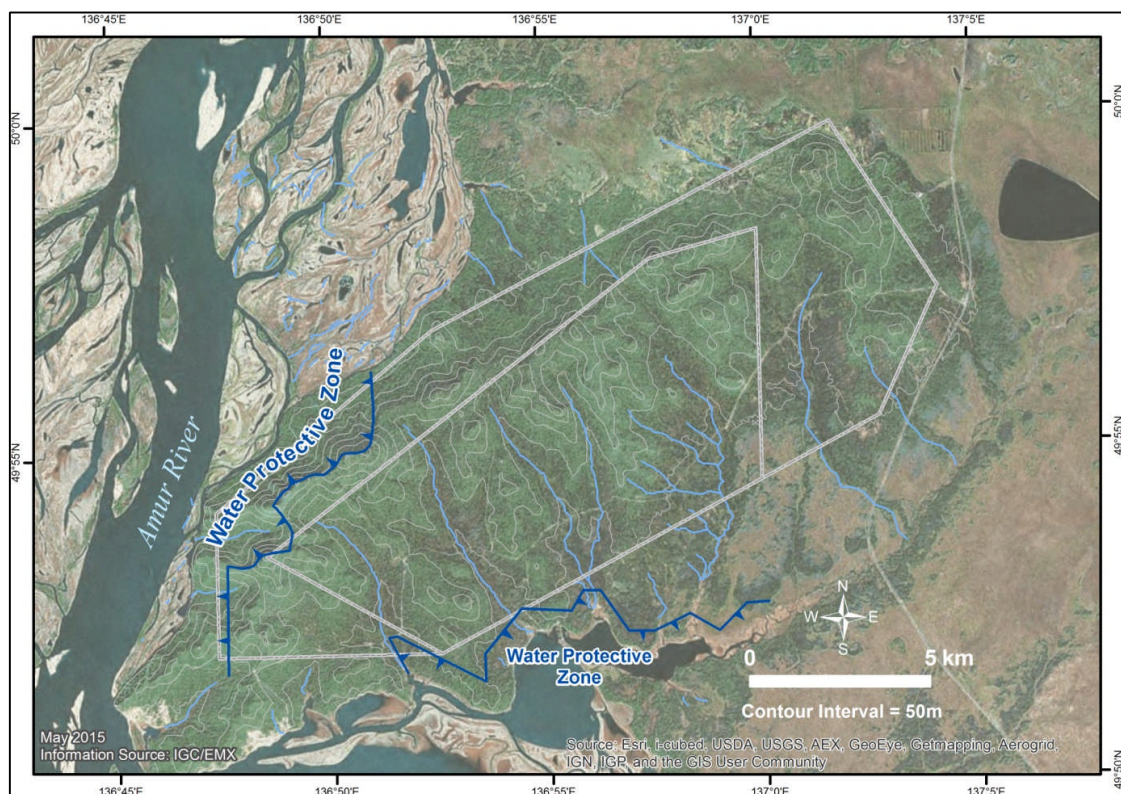 136°45'E
136°50'E
136°55'E
137°0'E
137°5'E
50°0'N
50°0'N
Water Protective Zone
Amur River
49°55'N
49°55'N
N
W E
S
Water Protective
Zone
0 5 km
Contour Interval = 50m
May 2015
Information Source: IGC/EMX
Source: Esri, i-cubed, USDA, USGS, AEX, GeoEye, Getmapping, Aerogrid,
IGN, IGP, and the GIS User Community
49°50'N
136°45'E
136°50'E
136°55'E
137°0'E
137°5'E